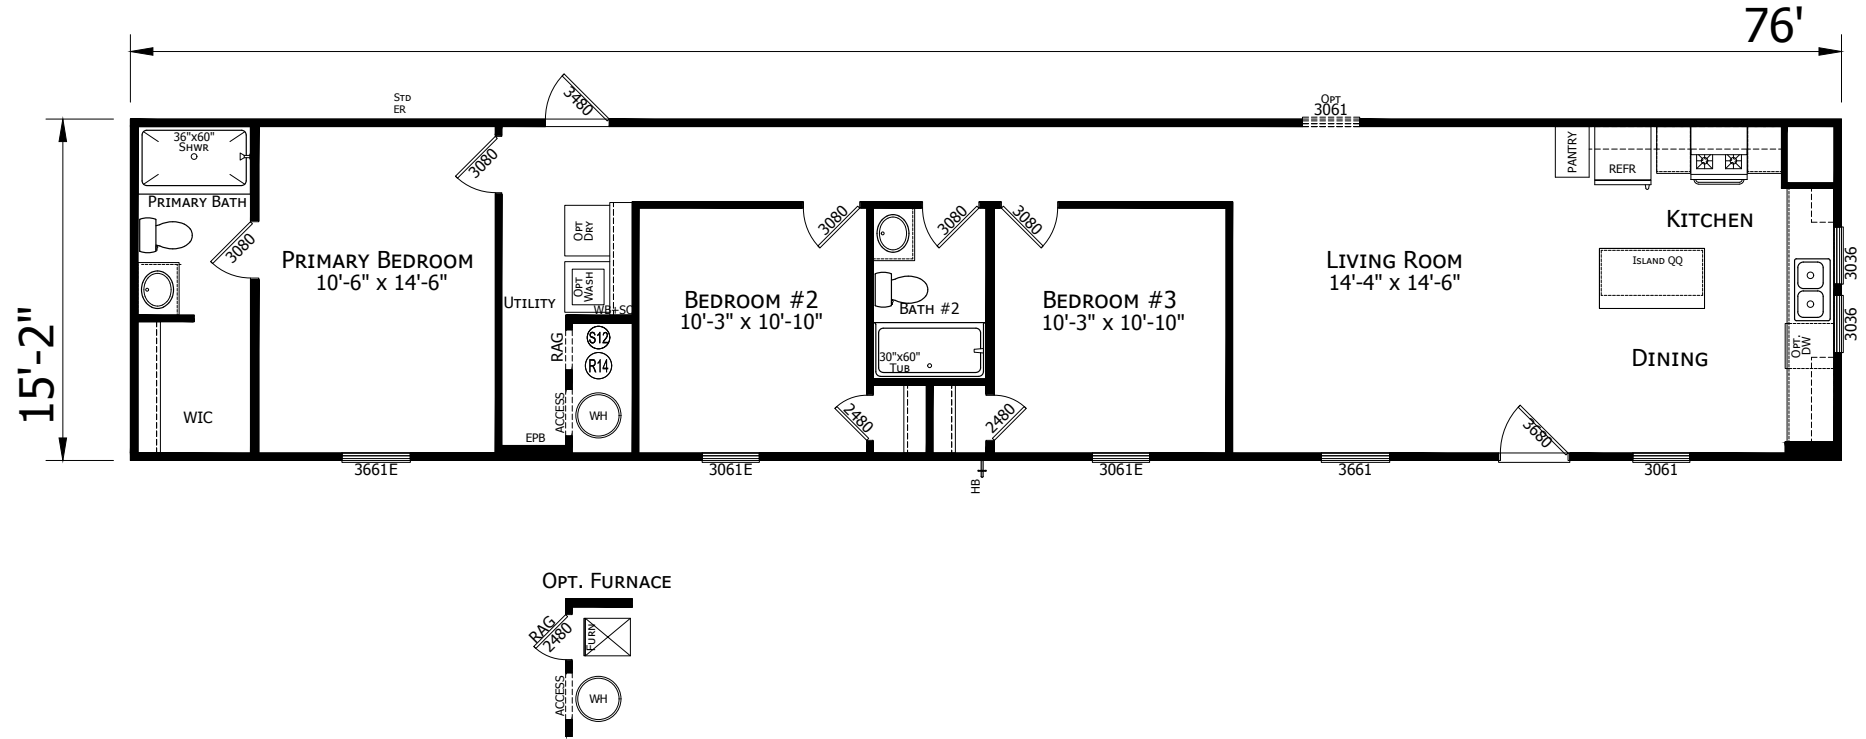 76'
15'-2"
STD
ER
3480
OPT
3061
36"x60"
SHWR
PRIMARY BATH
3080
WIC
PRIMARY BEDROOM
10'-6" x 14'-6"
3080
3661E
UTILITY
OPT
DRY
OPT
WASH
WB+SO
RAG
S12
R14
ACCESS
WH
EPB
BEDROOM #2
10'-3" x 10'-10"
3080
2480
3061E
3080
BATH #2
30"x60"
TUB
HB
3080
BEDROOM #3
10'-3" x 10'-10"
2480
3061E
LIVING ROOM
14'-4" x 14'-6"
3661
PANTRY
REFR
KITCHEN
ISLAND QQ
DINING
OPT.
DW
3036
3036
3680
3061
OPT. FURNACE
RAG
2480
FURN
ACCESS
WH